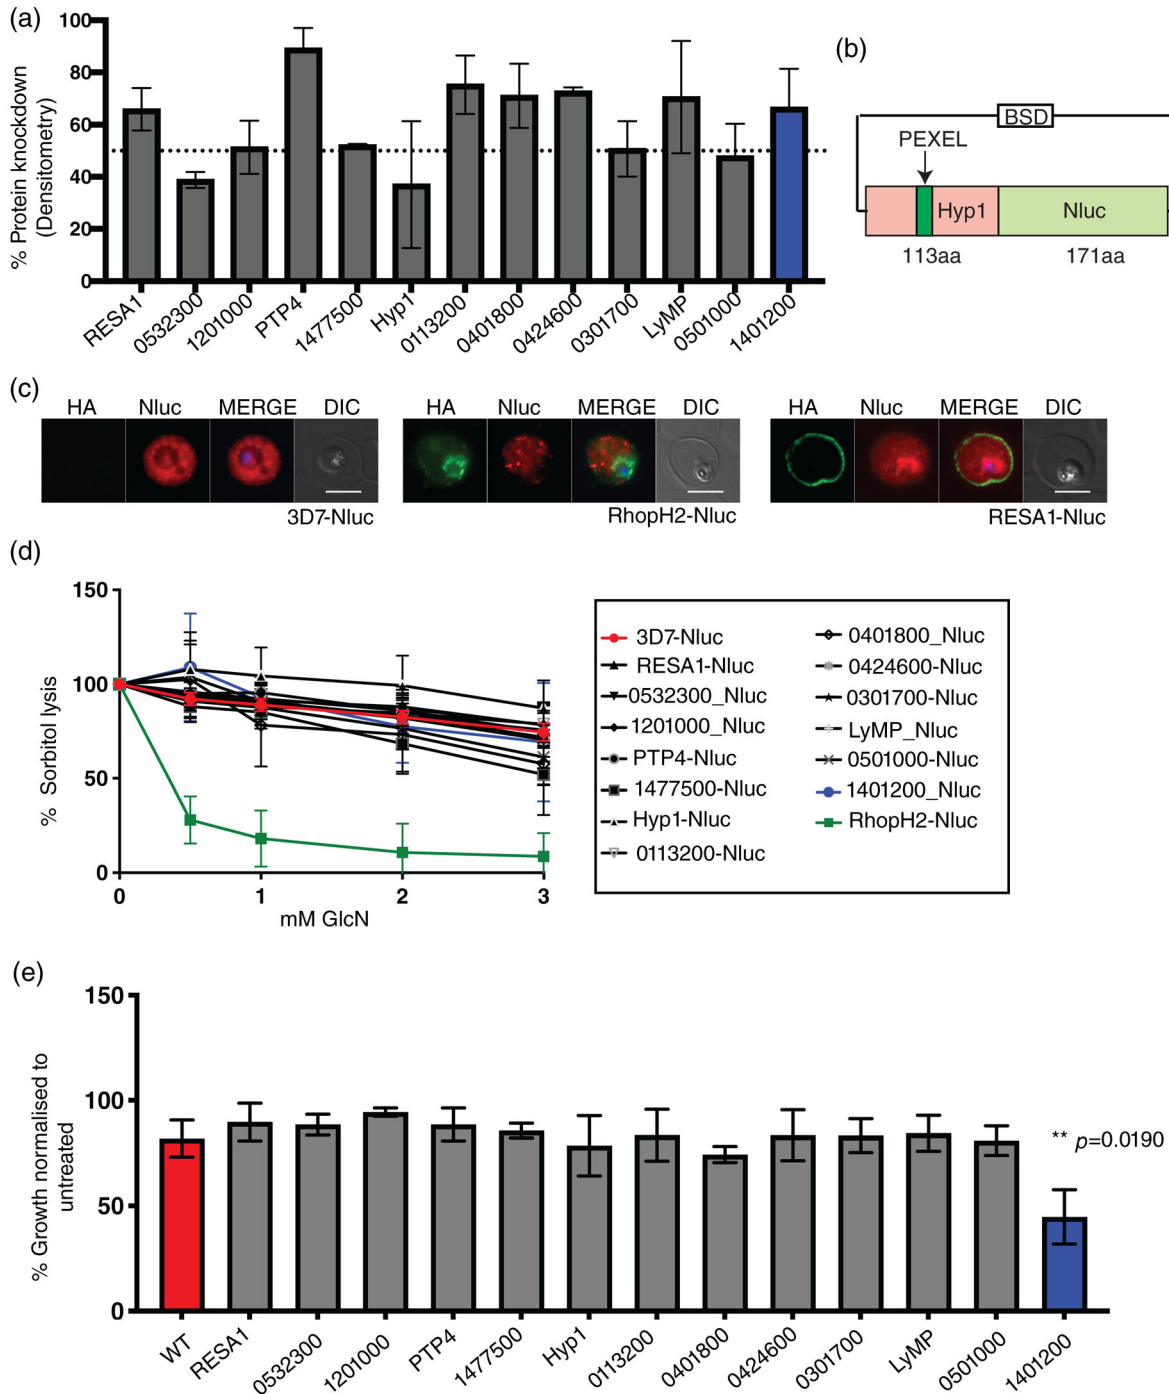 (a)
% Protein knockdown
(Densitometry)
100
80
60
40
20
0
RESA1
0532300
1201000
PTP4
1477500
Hyp1
0113200
0401800
0424600
0301700
LyMP
0501000
1401200
(b)
BSD
PEXEL
Hyp1
Nluc
113aa
171aa
(c)
HA Nluc MERGE DIC
3D7-Nluc
HA Nluc MERGE DIC
RhopH2-Nluc
HA Nluc MERGE DIC
RESA1-Nluc
(d)
% Sorbitol lysis
150
100
50
0
0 1 2 3
mM GlcN
3D7-Nluc
RESA1-Nluc
0532300_Nluc
1201000_Nluc
PTP4-Nluc
1477500-Nluc
Hyp1-Nluc
0113200-Nluc
0401800_Nluc
0424600-Nluc
0301700-Nluc
LyMP_Nluc
0501000-Nluc
1401200_Nluc
RhopH2-Nluc
(e)
% Growth normalised to
untreated
150
100
50
0
** p=0.0190
WT
RESA1
0532300
1201000
PTP4
1477500
Hyp1
0113200
0401800
0424600
0301700
LyMP
0501000
1401200